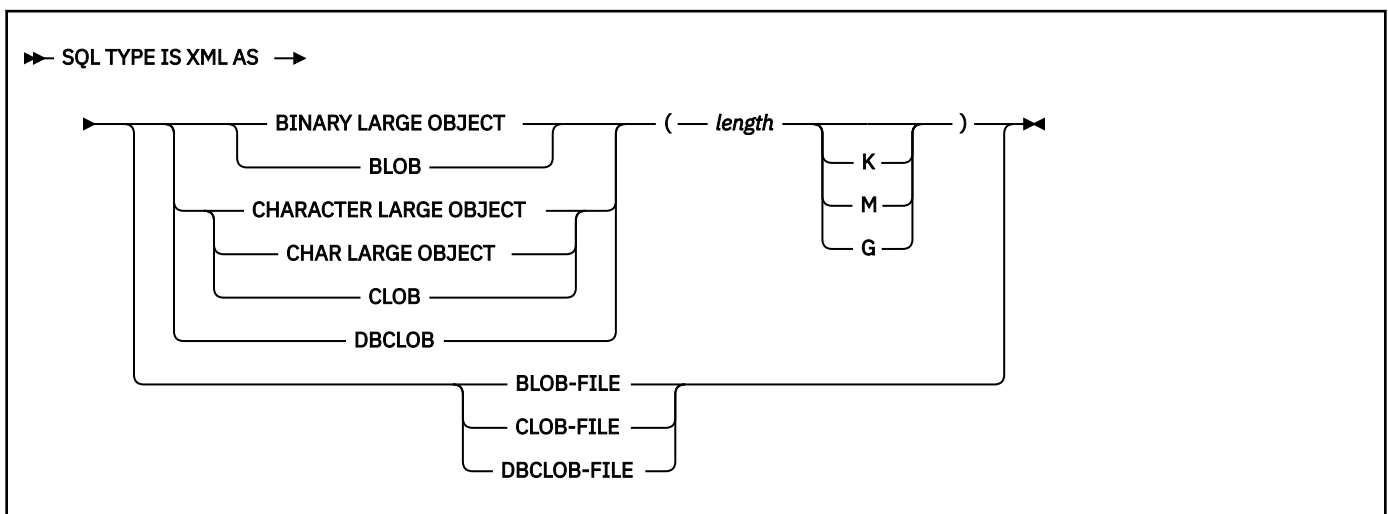 SQL TYPE IS XML AS
BINARY LARGE OBJECT ( length )
BLOB K
CHARACTER LARGE OBJECT M
CHAR LARGE OBJECT G
CLOB
DBCLOB
BLOB-FILE
CLOB-FILE
DBCLOB-FILE